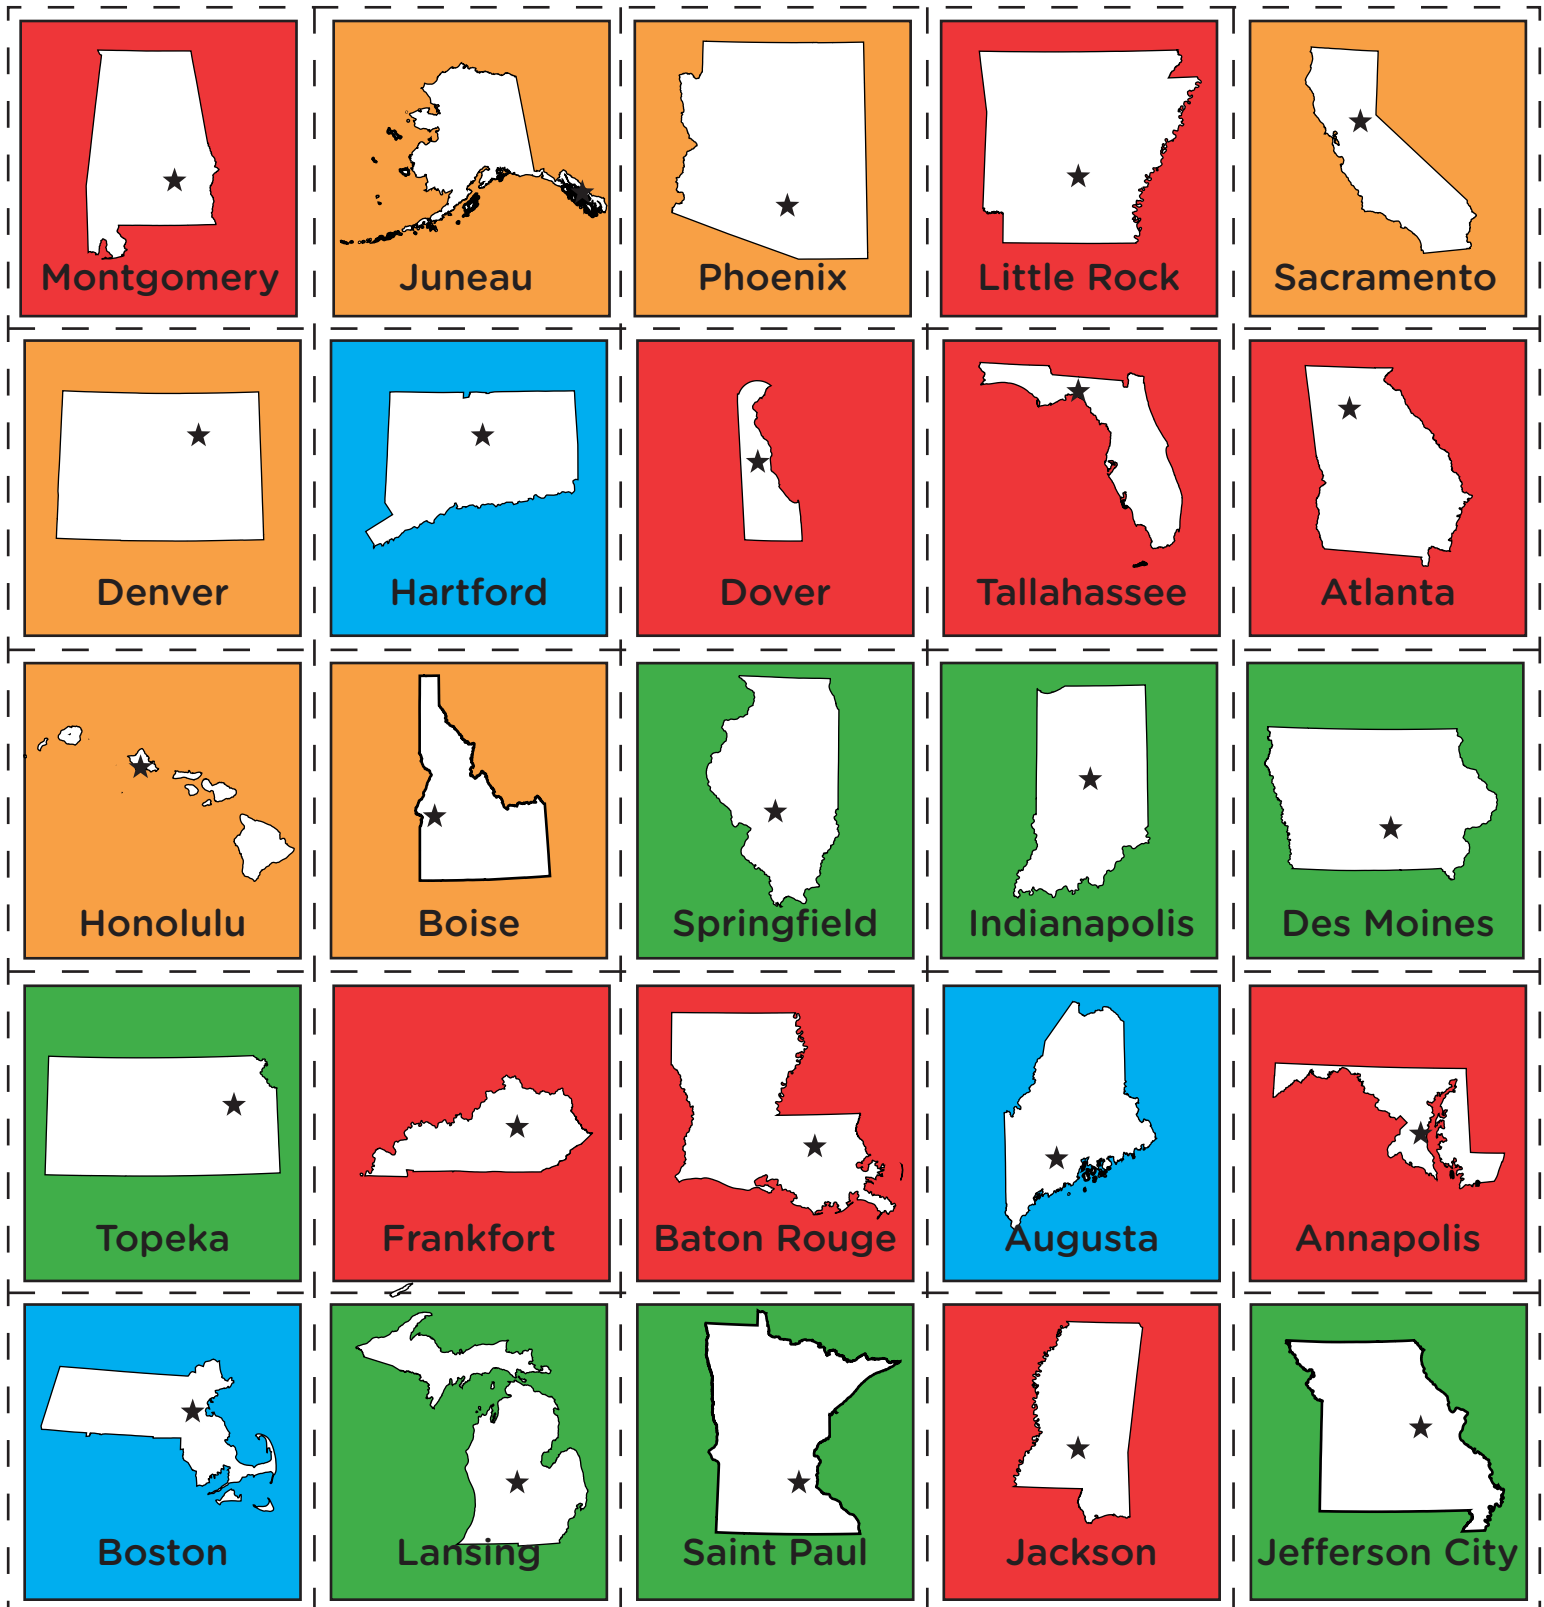 Montgomery
Juneau
Phoenix
Little Rock
Sacramento
Denver
Hartford
Dover
Tallahassee
Atlanta
Honolulu
Boise
Springfield
Indianapolis
Des Moines
Topeka
Frankfort
Baton Rouge
Augusta
Annapolis
Boston
Lansing
Saint Paul
Jackson
Jefferson City